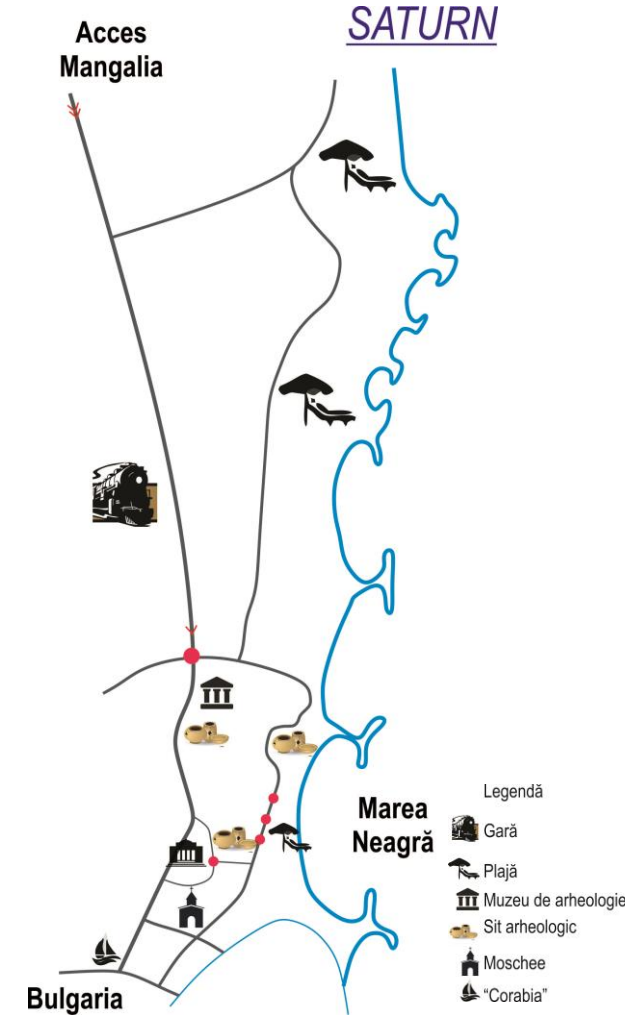 SATURN
Acces
Mangalia
Marea
Neagră
Legendă
Gară
Plajă
Muzeu de arheologie
Sit arheologic
Moschee
"Corabia"
Bulgaria